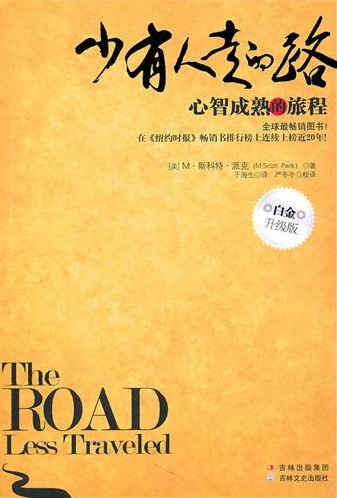 少有人走的路
心智成熟的旅程
全球最畅销图书!
在《纽约时报》畅销书排行榜上连续上榜近20年!
[美] M·斯科特·派克 (M.Scott Peck) 著
于海生 译 严冬冬 校译
白金
升级版
The
ROAD
Less Traveled
吉林出版集团
吉林文史出版社